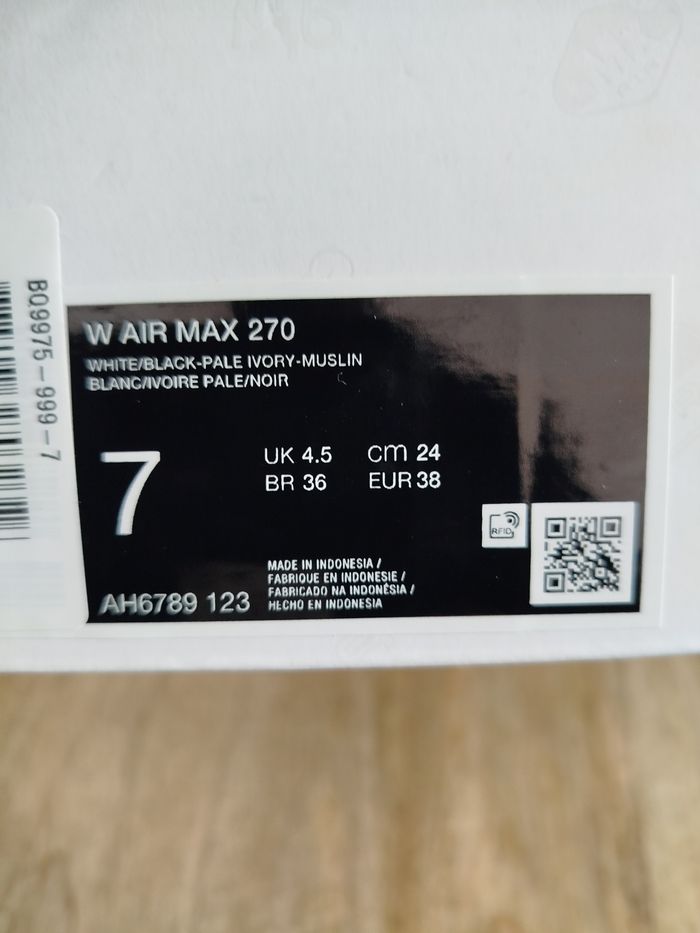 W AIR MAX 270
WHITE/BLACK-PALE IVORY-MUSLIN
BLANC/IVOIRE PALE/NOIR
7
UK 4.5 cm 24
BR 36 EUR 38
RFID
MADE IN INDONESIA /
FABRIQUE EN INDONESIE /
FABRICADO NA INDONÉSIA /
HECHO EN INDONESIA
AH6789 123
B09975-999-7